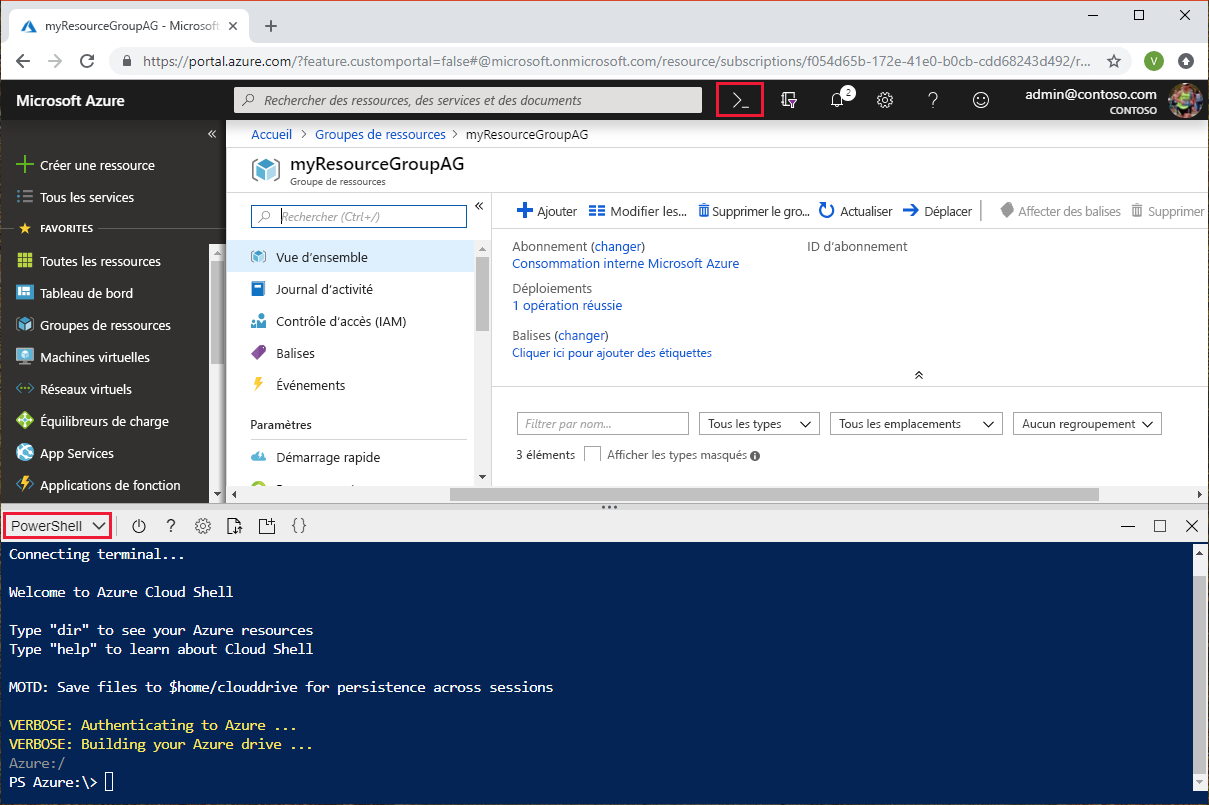 myResourceGroupAG - Microsoft
https://portal.azure.com/?feature.customportal=false#@microsoft.onmicrosoft.com/resource/subscriptions/f054d65b-172e-41e0-b0cb-cdd68243d492/r...
V
Microsoft Azure
Rechercher des ressources, des services et des documents
2
admin@contoso.com
CONTOSO
Accueil > Groupes de ressources > myResourceGroupAG
Créer une ressource
Tous les services
FAVORITES
Toutes les ressources
Tableau de bord
Groupes de ressources
Machines virtuelles
Réseaux virtuels
Équilibreurs de charge
App Services
Applications de fonction
myResourceGroupAG
Groupe de ressources
Rechercher (Ctrl+/)
Vue d'ensemble
Journal d'activité
Contrôle d'accès (IAM)
Balises
Événements
Paramètres
Démarrage rapide
Ajouter Modifier les... Supprimer le gro... Actualiser Déplacer Affecter des balises Supprimer
Abonnement (changer)
Consommation interne Microsoft Azure
ID d'abonnement
Déploiements
1 opération réussie
Balises (changer)
Cliquer ici pour ajouter des étiquettes
Filtrer par nom... Tous les types Tous les emplacements Aucun regroupement
3 éléments Afficher les types masqués
PowerShell
Connecting terminal...
Welcome to Azure Cloud Shell
Type "dir" to see your Azure resources
Type "help" to learn about Cloud Shell
MOTD: Save files to $home/clouddrive for persistence across sessions
VERBOSE: Authenticating to Azure ...
VERBOSE: Building your Azure drive ...
Azure:/
PS Azure:\>